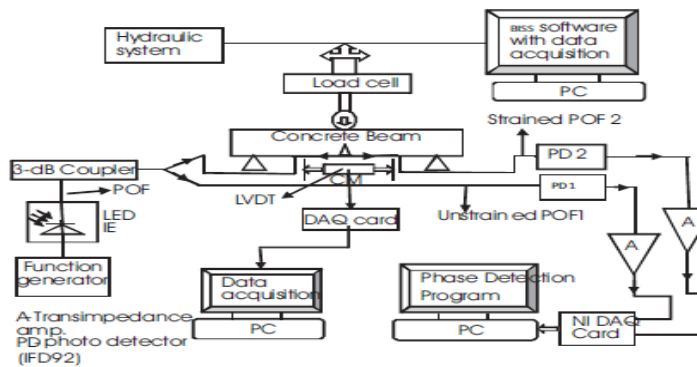 Hydraulic
system
BISS software
with data
acquisition
PC
Load cell
Concrete Beam
Strained POF 2
3-dB Coupler
PD 2
POF
CM
PD1
LVDT
LED
IE
DAQ card
Unstrained POF1
A
A
Function
generator
Data
acquisition
Phase Detection
Program
A-Transimpedance
amp.
PD photo detector
(IFD92)
PC
PC
NI DAQ
Card